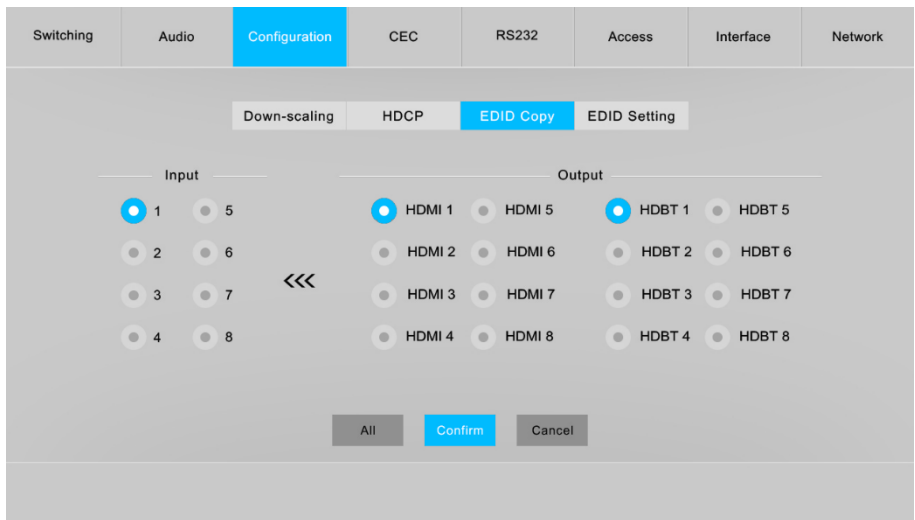 Switching Audio Configuration CEC RS232 Access Interface Network
Down-scaling HDCP EDID Copy EDID Setting
Input Output
1 5 HDMI 1 HDMI 5 HDBT 1 HDBT 5
2 6 HDMI 2 HDMI 6 HDBT 2 HDBT 6
<<<
3 7 HDMI 3 HDMI 7 HDBT 3 HDBT 7
4 8 HDMI 4 HDMI 8 HDBT 4 HDBT 8
All Confirm Cancel